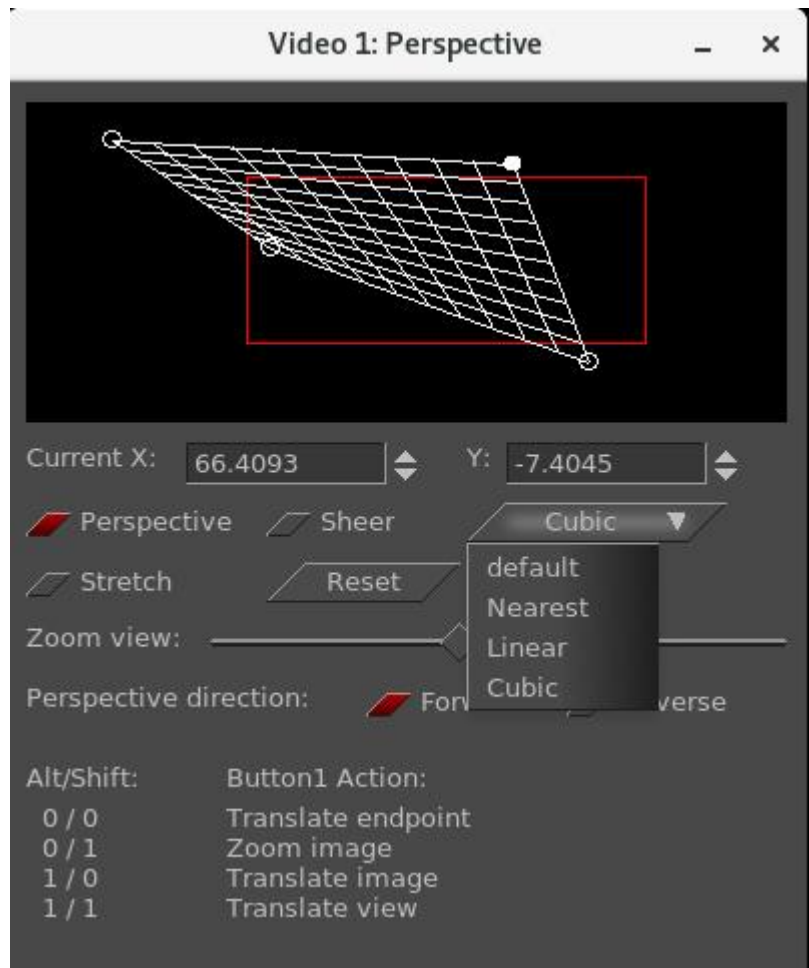 Video 1: Perspective
Current X: 66.4093 Y: -7.4045
Perspective Sheer Cubic
default
Stretch Reset
Nearest
Linear
Zoom view:
Cubic
Perspective direction: For verse
Alt/Shift: Button1 Action:
0 / 0 Translate endpoint
0 / 1 Zoom image
1 / 0 Translate image
1 / 1 Translate view